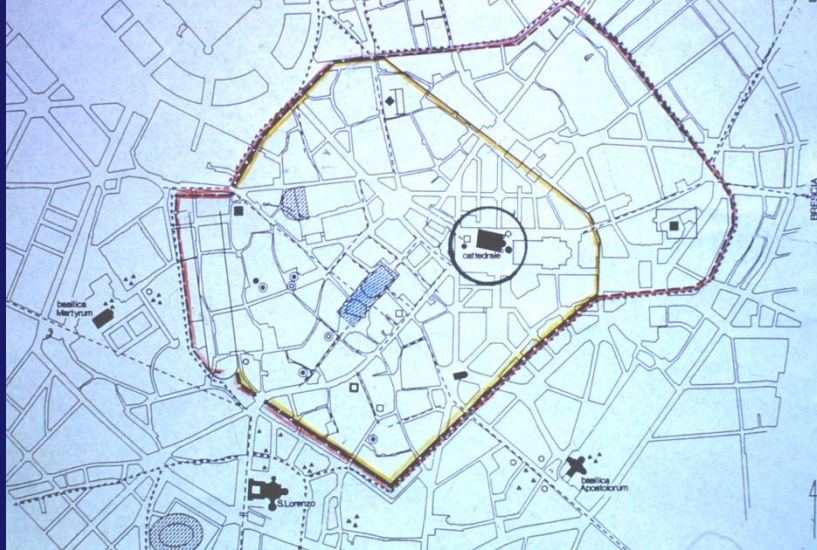 cattedrale
BRESCIA
basilica
Martyrum
basilica
Apostolorum
S.Lorenzo